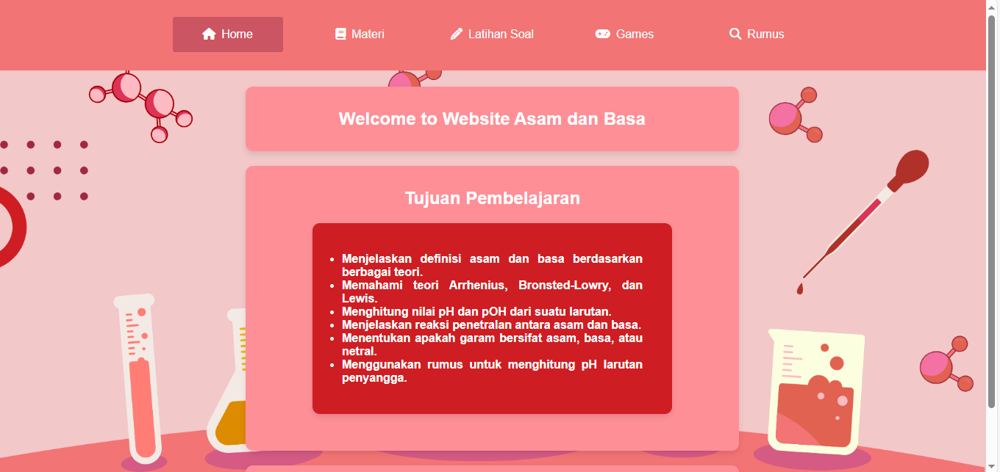 Home Materi Latihan Soal Games Rumus
Welcome to Website Asam dan Basa
Tujuan Pembelajaran
• Menjelaskan definisi asam dan basa berdasarkan
berbagai teori.
• Memahami teori Arrhenius, Bronsted-Lowry, dan
Lewis.
• Menghitung nilai pH dan pOH dari suatu larutan.
• Menjelaskan reaksi penetralan antara asam dan basa.
• Menentukan apakah garam bersifat asam, basa, atau
netral.
• Menggunakan rumus untuk menghitung pH larutan
penyangga.